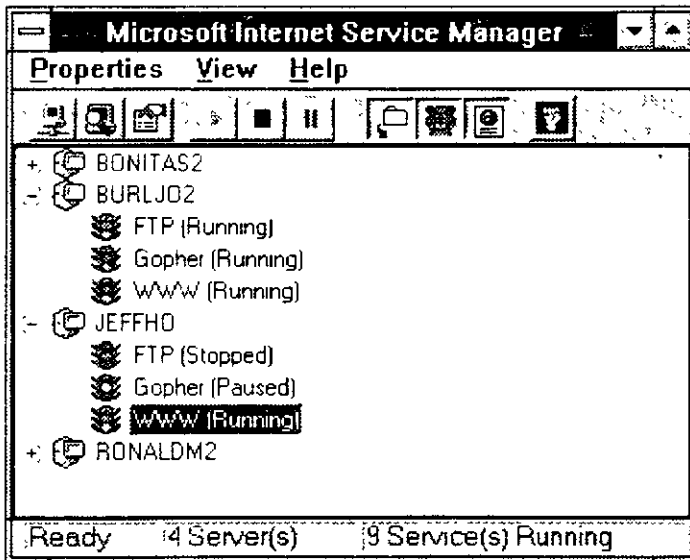 Microsoft Internet Service Manager
Properties View Help
BONITAS2
BURLJO2
FTP (Running)
Gopher (Running)
WWW (Running)
JEFFHO
FTP (Stopped)
Gopher (Paused)
WWW (Running)
RONALDM2
Ready 4 Server(s) 9 Service(s) Running